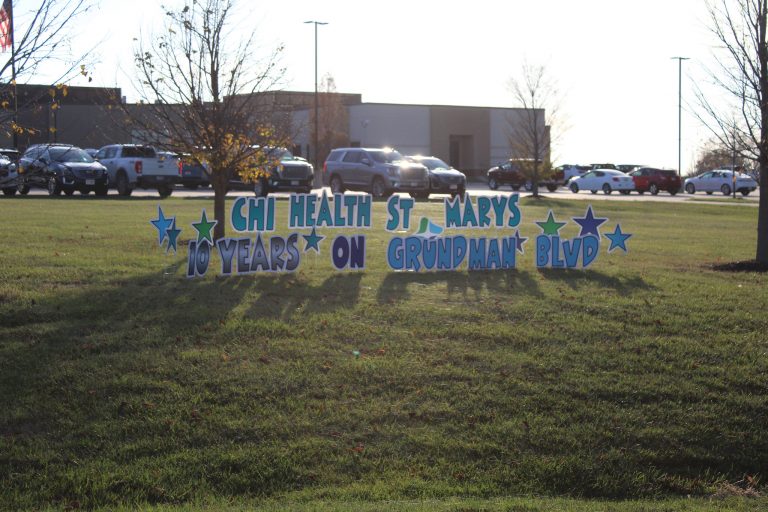 CHI HEALTH ST MARYS
10 YEARS ON GRUNDMAN BLVD